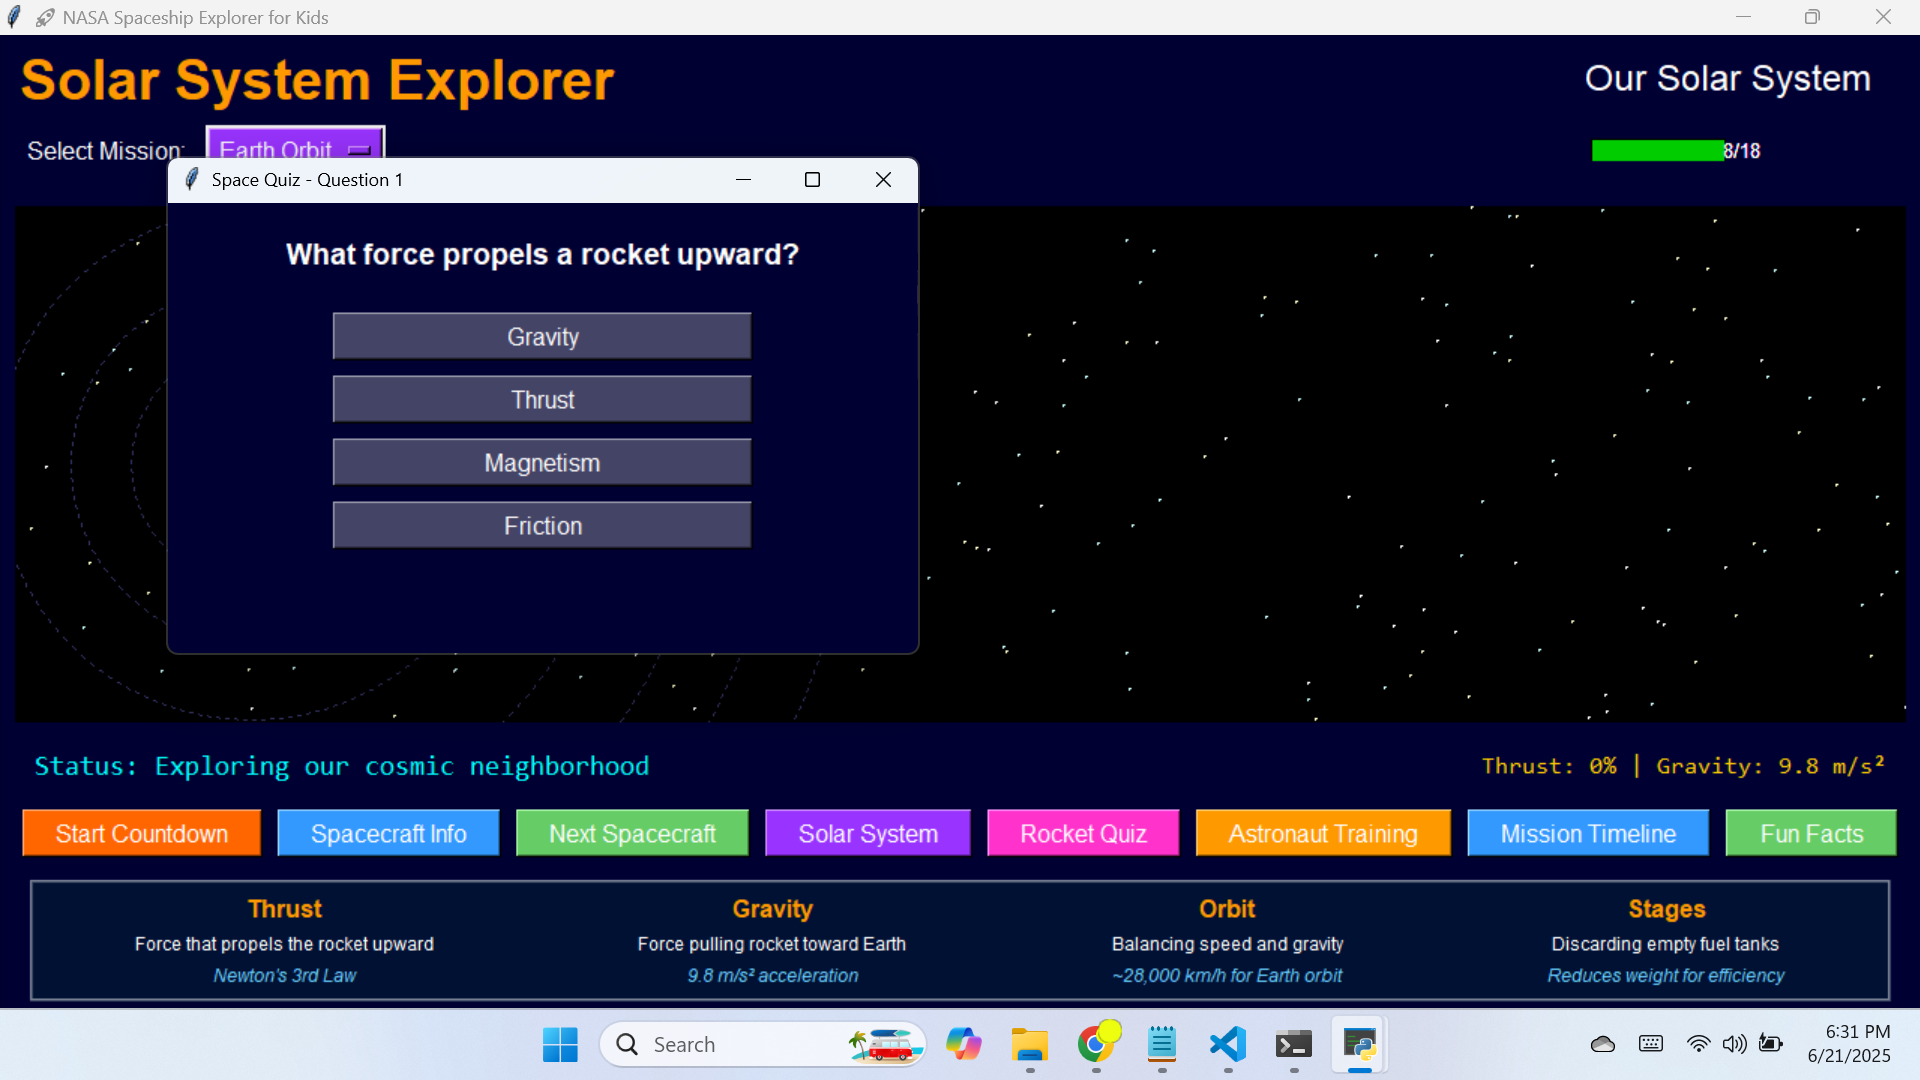 NASA Spaceship Explorer for Kids
Solar System Explorer
Our Solar System
Select Mission:
Earth Orbit
8/18
Space Quiz - Question 1
What force propels a rocket upward?
Gravity
Thrust
Magnetism
Friction
Status: Exploring our cosmic neighborhood
Thrust: 0% | Gravity: 9.8 m/s²
Start Countdown
Spacecraft Info
Next Spacecraft
Solar System
Rocket Quiz
Astronaut Training
Mission Timeline
Fun Facts
Thrust
Force that propels the rocket upward
Newton's 3rd Law
Gravity
Force pulling rocket toward Earth
9.8 m/s² acceleration
Orbit
Balancing speed and gravity
~28,000 km/h for Earth orbit
Stages
Discarding empty fuel tanks
Reduces weight for efficiency
Search
6:31 PM
6/21/2025